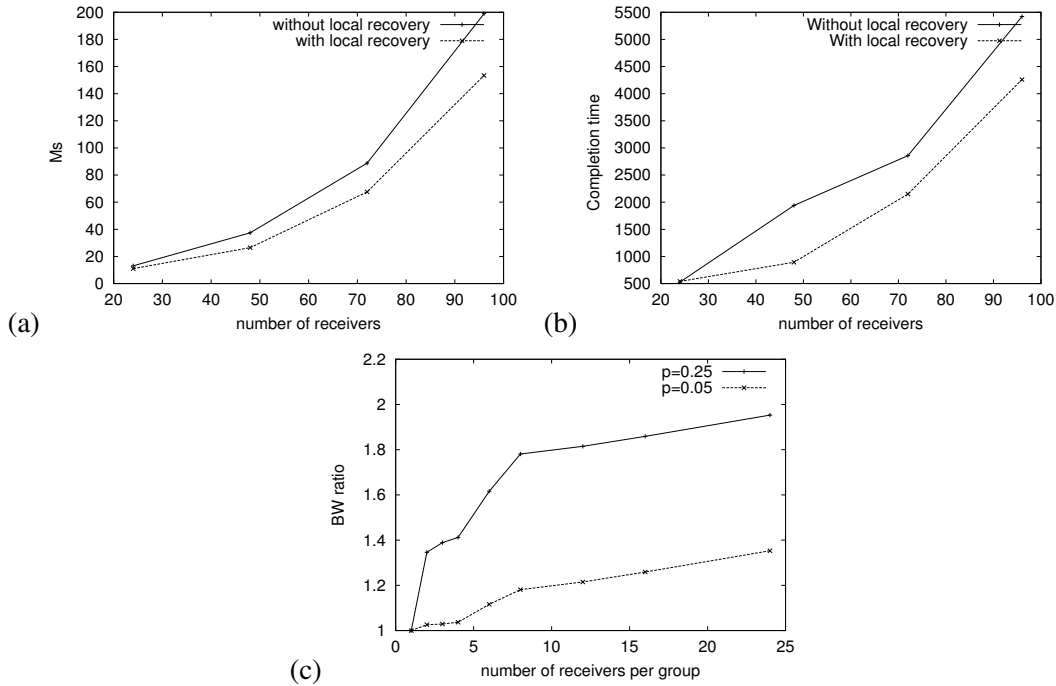 200
180
160
140
120
100
80
60
40
20
0
20 30 40 50 60 70 80 90 100
Ms
number of receivers
without local recovery
with local recovery
(a)
5500
5000
4500
4000
3500
3000
2500
2000
1500
1000
500
20 30 40 50 60 70 80 90 100
Completion time
number of receivers
Without local recovery
With local recovery
(b)
2.2
2
1.8
1.6
1.4
1.2
1
0 5 10 15 20 25
BW ratio
number of receivers per group
p=0.25
p=0.05
(c)